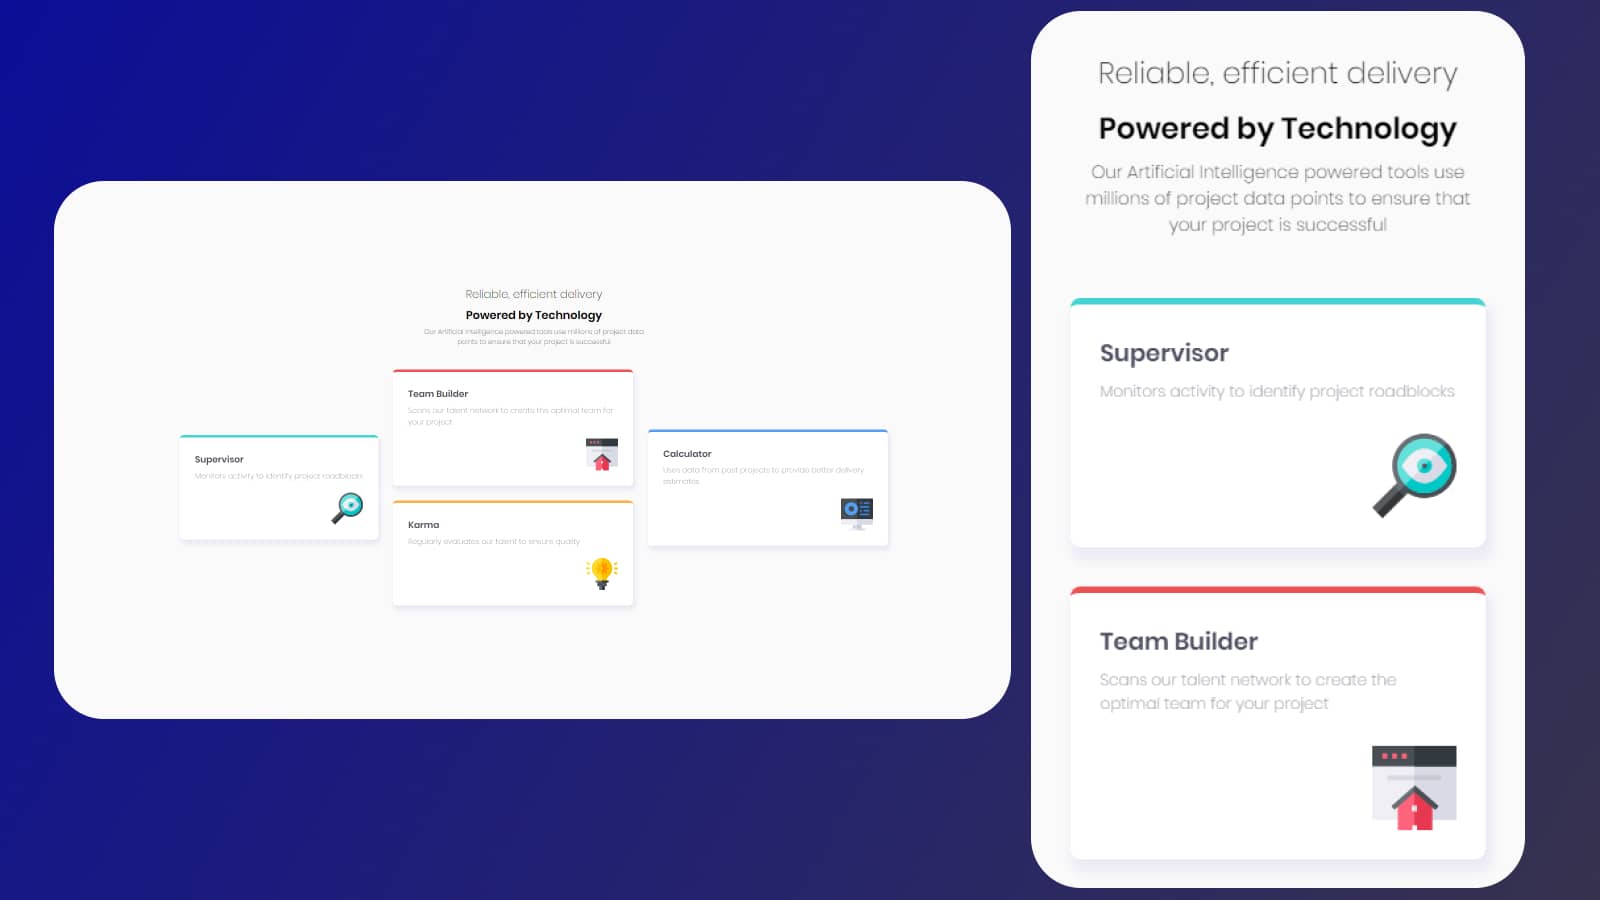 Reliable, efficient delivery
Powered by Technology
Our Artificial Intelligence powered tools use millions of project data
points to ensure that your project is successful
Team Builder
Scans our talent network to create the optimal team for
your project
Supervisor
Monitors activity to identify project roadblocks
Calculator
Uses data from past projects to provide better delivery
estimates
Karma
Regularly evaluates our talent to ensure quality
Reliable, efficient delivery
Powered by Technology
Our Artificial Intelligence powered tools use
millions of project data points to ensure that
your project is successful
Supervisor
Monitors activity to identify project roadblocks
Team Builder
Scans our talent network to create the
optimal team for your project